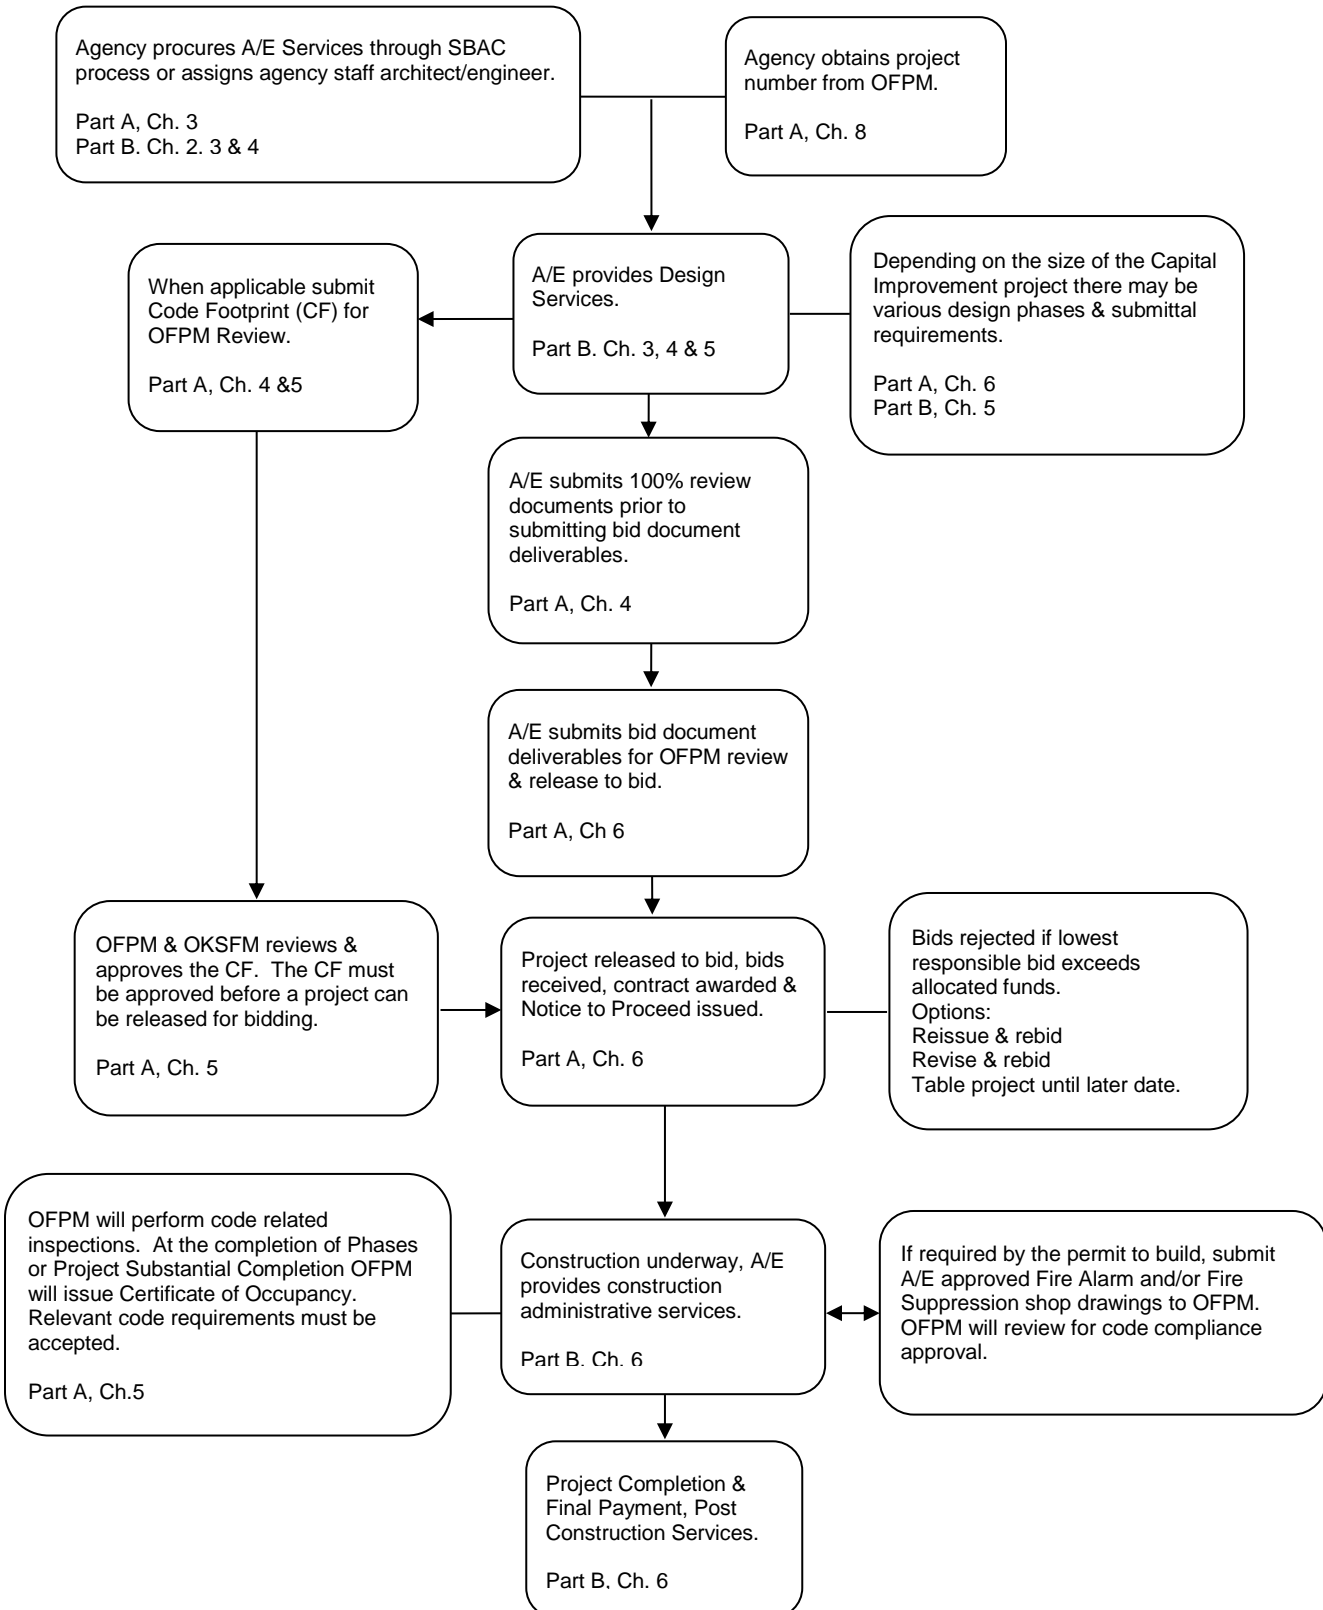 Agency procures A/E Services through SBAC
process or assigns agency staff architect/engineer.
Part A, Ch. 3
Part B. Ch. 2. 3 & 4
Agency obtains project
number from OFPM.
Part A, Ch. 8
When applicable submit
Code Footprint (CF) for
OFPM Review.
Part A, Ch. 4 &5
A/E provides Design
Services.
Part B. Ch. 3, 4 & 5
Depending on the size of the Capital
Improvement project there may be
various design phases & submittal
requirements.
Part A, Ch. 6
Part B, Ch. 5
A/E submits 100% review
documents prior to
submitting bid document
deliverables.
Part A, Ch. 4
A/E submits bid document
deliverables for OFPM review
& release to bid.
Part A, Ch 6
OFPM & OKSFM reviews &
approves the CF.  The CF must
be approved before a project can
be released for bidding.
Part A, Ch. 5
Project released to bid, bids
received, contract awarded &
Notice to Proceed issued.
Part A, Ch. 6
Bids rejected if lowest
responsible bid exceeds
allocated funds.
Options:
Reissue & rebid
Revise & rebid
Table project until later date.
OFPM will perform code related
inspections.  At the completion of Phases
or Project Substantial Completion OFPM
will issue Certificate of Occupancy.
Relevant code requirements must be
accepted.
Part A, Ch.5
Construction underway, A/E
provides construction
administrative services.
Part B. Ch. 6
If required by the permit to build, submit
A/E approved Fire Alarm and/or Fire
Suppression shop drawings to OFPM.
OFPM will review for code compliance
approval.
Project Completion &
Final Payment, Post
Construction Services.
Part B, Ch. 6